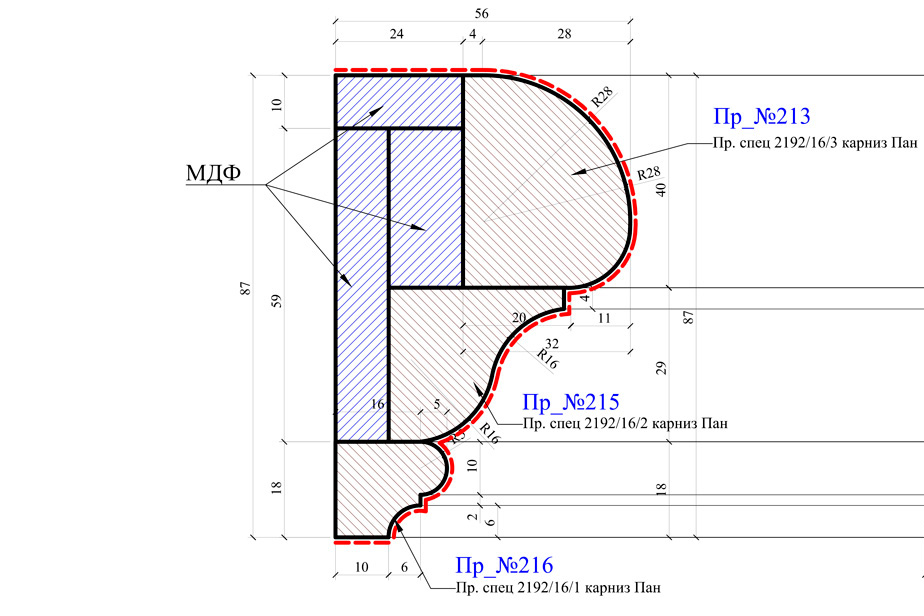 56
24 4 28
10
R28
Пр_№213
Пр. спец 2192/16/3 карниз Пан
МДФ
R28
40
87
59
4
20 11
87
32
R16
29
16 5
Пр_№215
Пр. спец 2192/16/2 карниз Пан
R5
R16
10
18
18
2
6
10 6
Пр_№216
Пр. спец 2192/16/1 карниз Пан